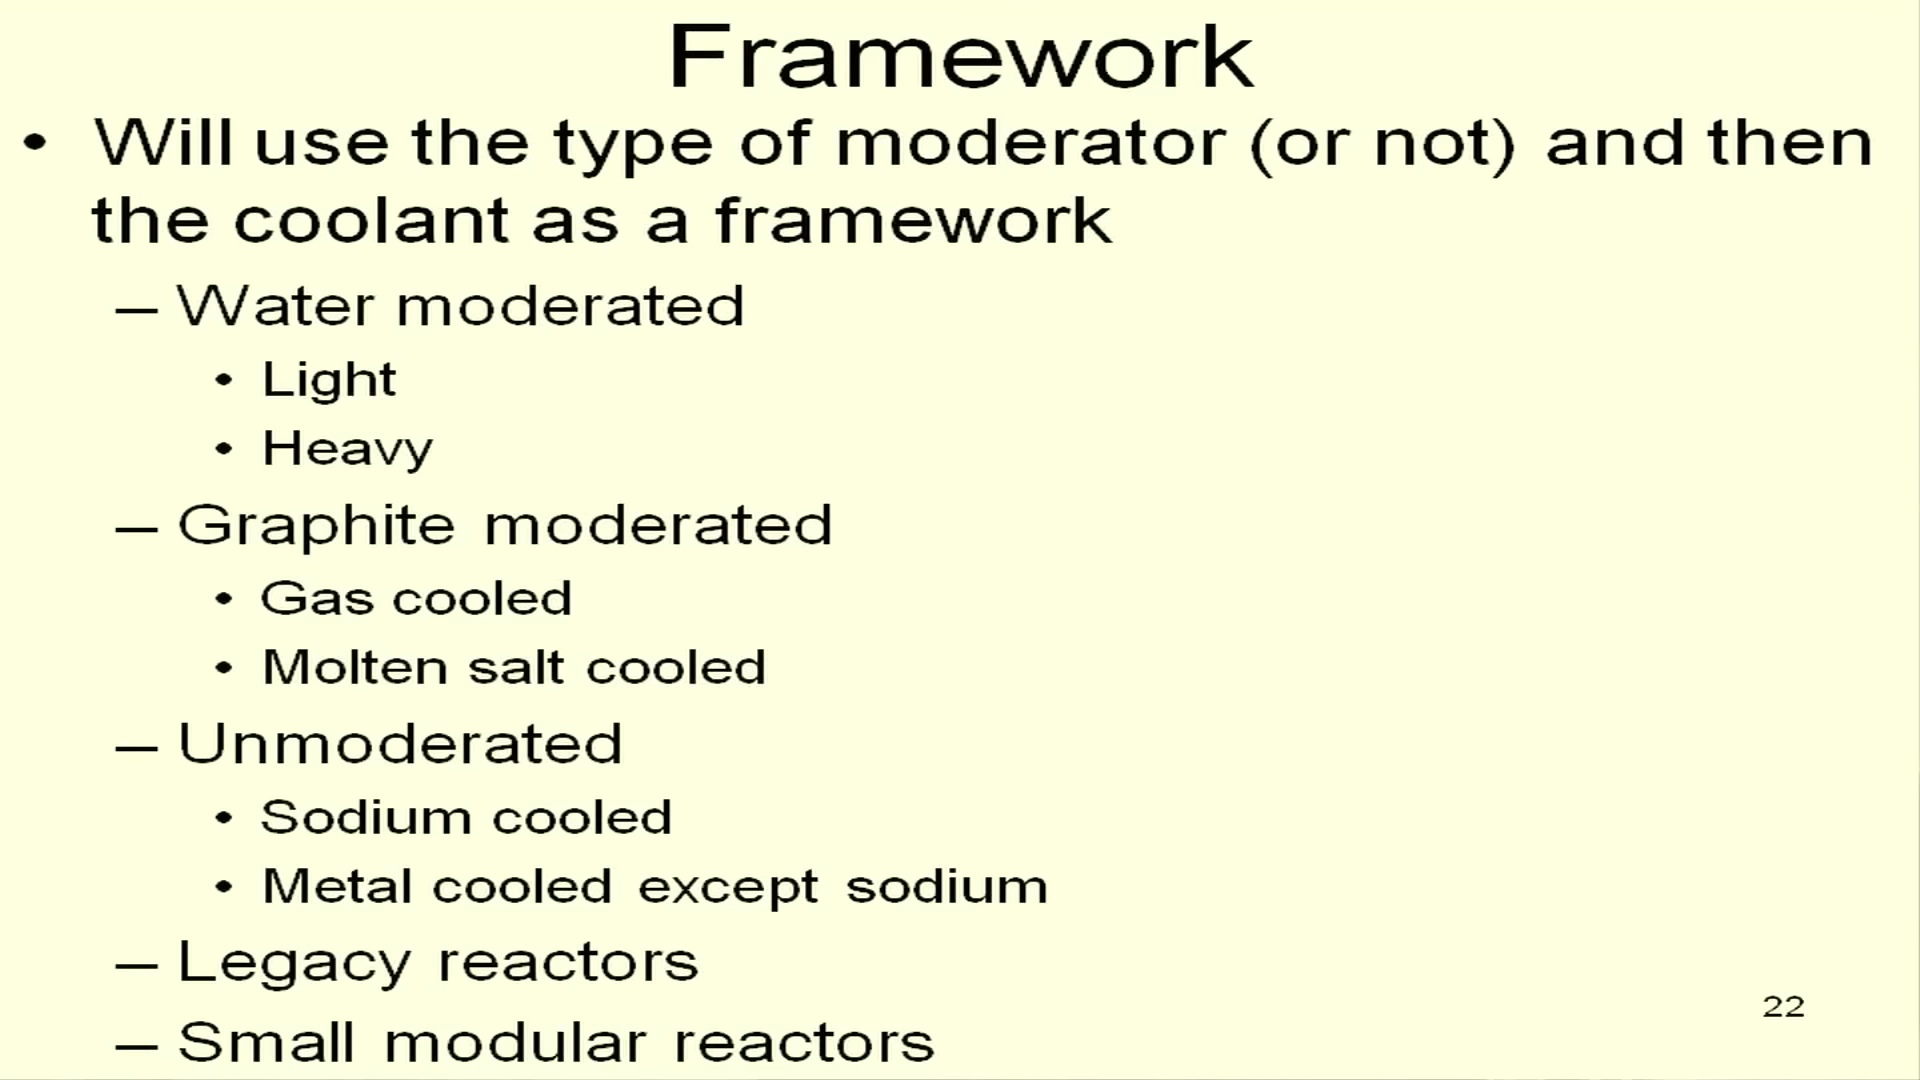 Framework
• Will use the type of moderator (or not) and then
the coolant as a framework
– Water moderated
• Light
• Heavy
– Graphite moderated
• Gas cooled
• Molten salt cooled
– Unmoderated
• Sodium cooled
• Metal cooled except sodium
– Legacy reactors
– Small modular reactors
22